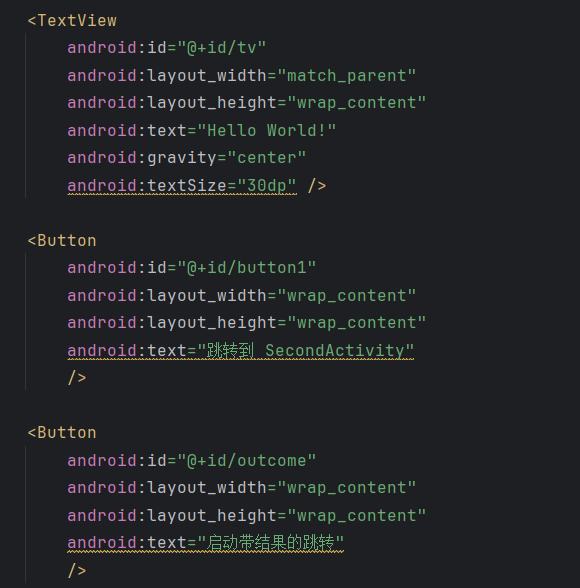 <TextView
android:id="@+id/tv"
android:layout_width="match_parent"
android:layout_height="wrap_content"
android:text="Hello World!"
android:gravity="center"
android:textSize="30dp" />
<Button
android:id="@+id/button1"
android:layout_width="wrap_content"
android:layout_height="wrap_content"
android:text="跳转到 SecondActivity"
/>
<Button
android:id="@+id/outcome"
android:layout_width="wrap_content"
android:layout_height="wrap_content"
android:text="启动带结果的跳转"
/>